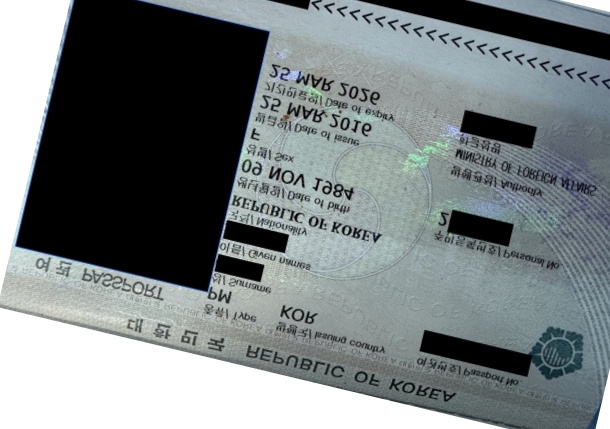 대한민국 REPUBLIC OF KOREA
여권 PASSPORT
종류/ Type
PM
발행국/ Issuing country
KOR
여권번호/ Passport No.
성/ Surname
이름/ Given names
국적/ Nationality
REPUBLIC OF KOREA
생년월일/ Date of birth
09 NOV 1984
주민등록번호/ Personal No.
2
성별/ Sex
F
발행관청/ Authority
MINISTRY OF FOREIGN AFFAIRS
발급일/ Date of issue
25 MAR 2016
한글성명
기간만료일/ Date of expiry
25 MAR 2026